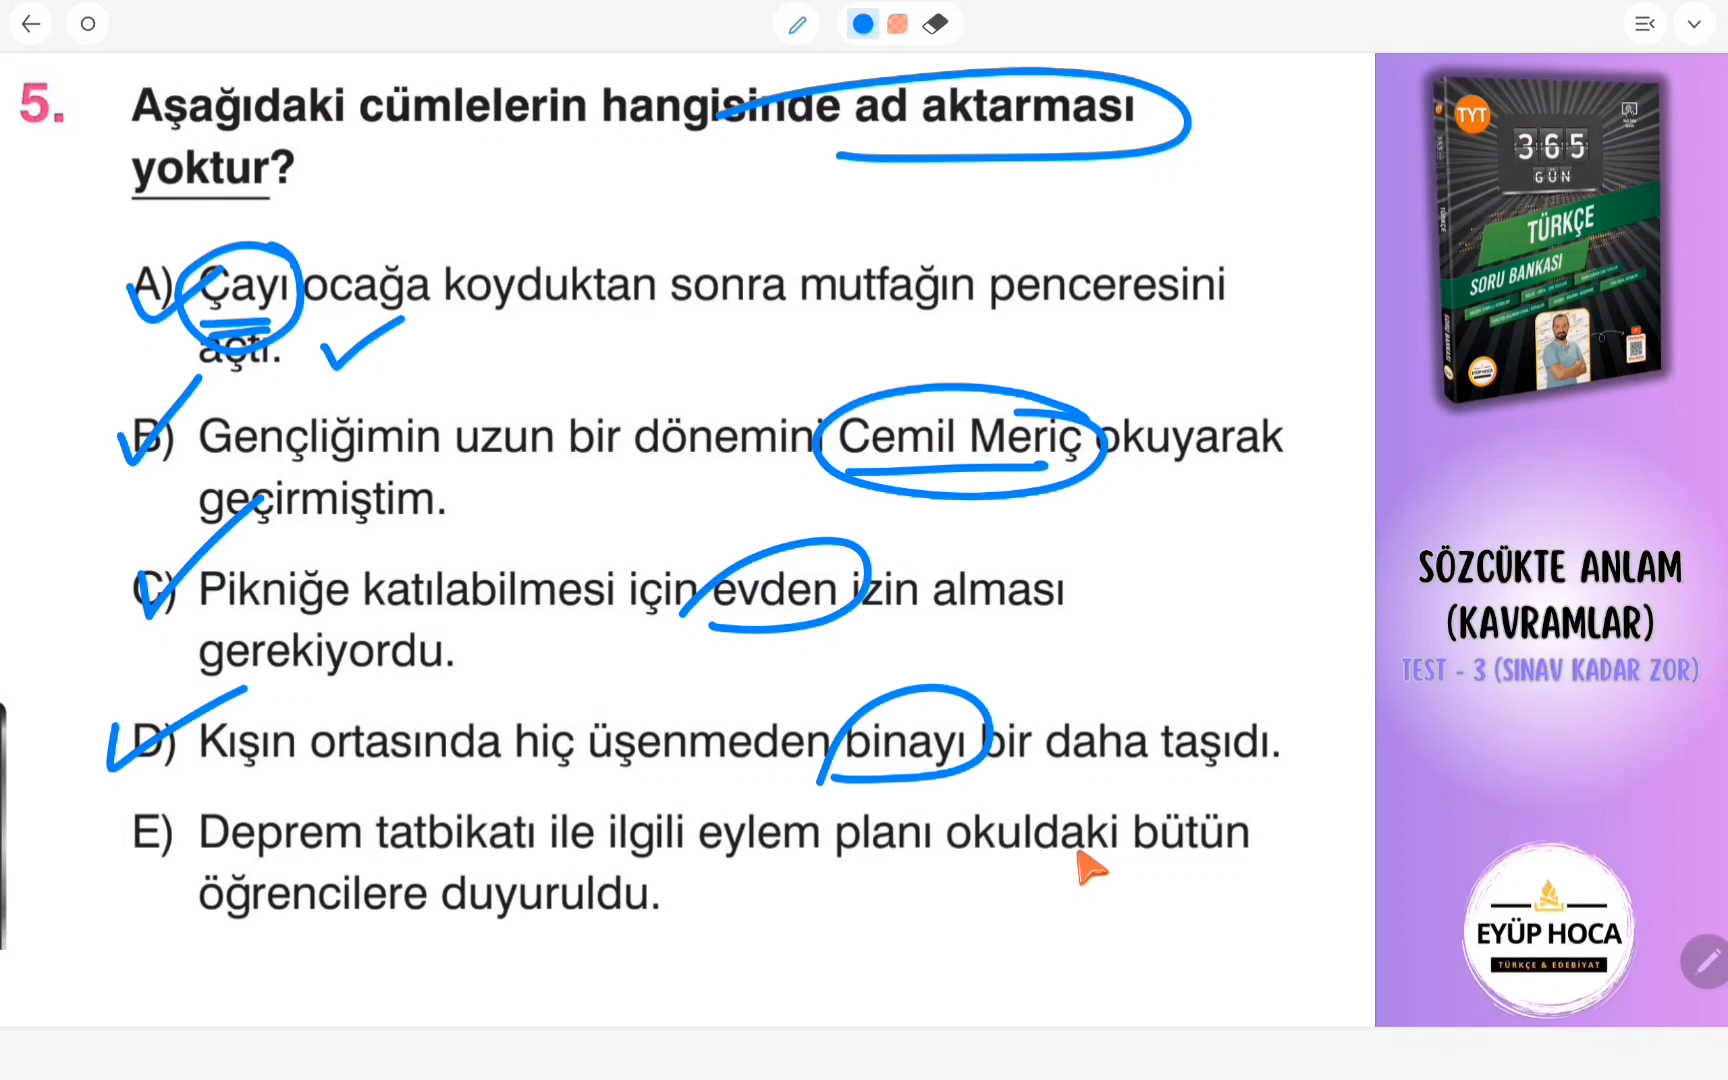 5. Aşağıdaki cümlelerin hangisinde ad aktarması
yoktur?
A) Çayı ocağa koyduktan sonra mutfağın penceresini
açtı.
B) Gençliğimin uzun bir dönemini Cemil Meriç okuyarak
geçirmiştim.
C) Pikniğe katılabilmesi için evden izin alması
gerekiyordu.
D) Kışın ortasında hiç üşenmeden binayı bir daha taşıdı.
E) Deprem tatbikatı ile ilgili eylem planı okuldaki bütün
öğrencilere duyuruldu.
TYT
365
GÜN
TÜRKÇE
SORU BANKASI
SÖZCÜKTE ANLAM
(KAVRAMLAR)
TEST - 3 (SINAV KADAR ZOR)
EYÜP HOCA
TÜRKÇE & EDEBİYAT